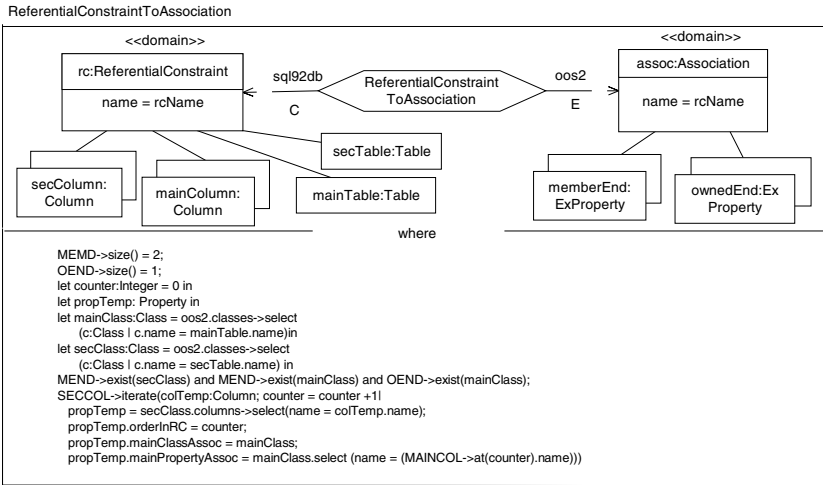 ReferentialConstraintToAssociation
<<domain>>
<<domain>>
rc:ReferentialConstraint
name = rcName
sql92db
C
ReferentialConstraint
ToAssociation
oos2
E
assoc:Association
name = rcName
secTable:Table
secColumn:
Column
mainColumn:
Column
mainTable:Table
memberEnd:
ExProperty
ownedEnd:Ex
Property
where
MEMD->size() = 2;
OEND->size() = 1;
let counter:Integer = 0 in
let propTemp: Property in
let mainClass:Class = oos2.classes->select
(c:Class | c.name = mainTable.name)in
let secClass:Class = oos2.classes->select
(c:Class | c.name = secTable.name) in
MEND->exist(secClass) and MEND->exist(mainClass) and OEND->exist(mainClass);
SECCOL->iterate(colTemp:Column; counter = counter +1|
propTemp = secClass.columns->select(name = colTemp.name);
propTemp.orderInRC = counter;
propTemp.mainClassAssoc = mainClass;
propTemp.mainPropertyAssoc = mainClass.select (name = (MAINCOL->at(counter).name)))